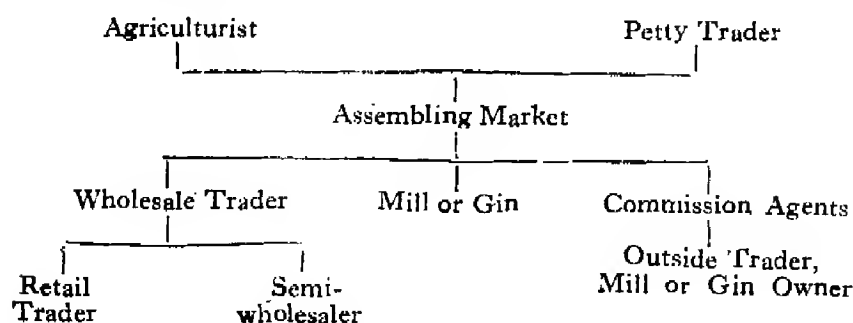 Agriculturist Petty Trader
Assembling Market
Wholesale Trader Mill or Gin Commission Agents
Retail Semi- Outside Trader,
Trader wholesaler Mill or Gin Owner